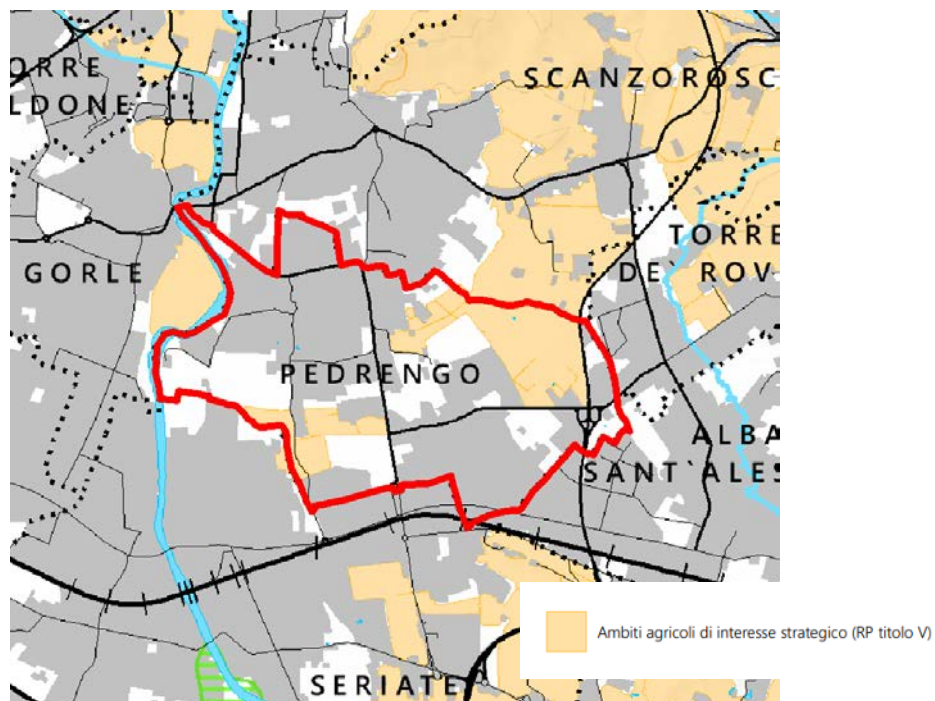 ORRE
LDONE
SCANZOROSC
GORLE
TORRE
DE` ROV
PEDRENGO
ALBA
SANT`ALES
SERIATE
Ambiti agricoli di interesse strategico (RP titolo V)